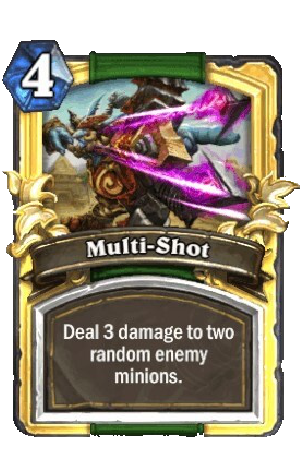 4
Multi-Shot
Deal 3 damage to two
random enemy
minions.